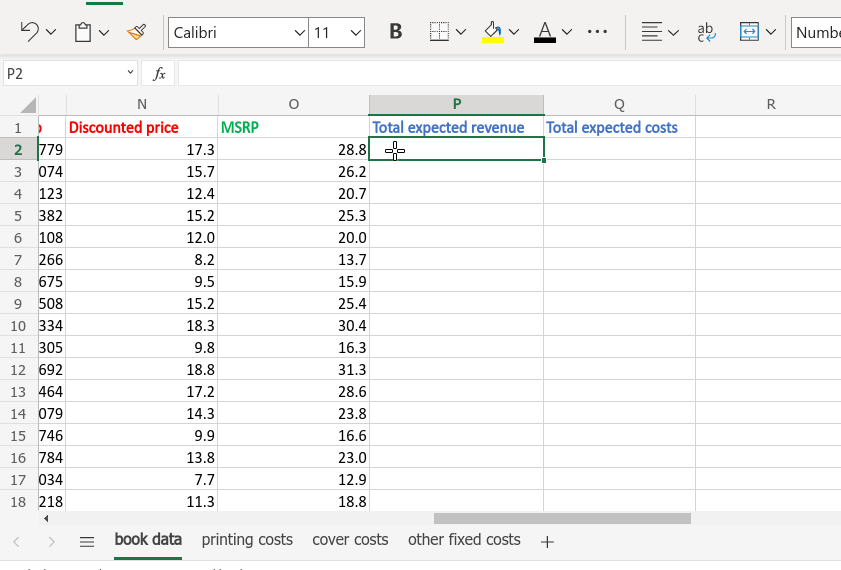 Calibri 11 B A ab c Numbe
P2 fx
N O P Q R
1 Discounted price MSRP Total expected revenue Total expected costs
2 779 17.3 28.8
3 074 15.7 26.2
4 123 12.4 20.7
5 382 15.2 25.3
6 108 12.0 20.0
7 266 8.2 13.7
8 675 9.5 15.9
9 508 15.2 25.4
10 334 18.3 30.4
11 305 9.8 16.3
12 692 18.8 31.3
13 464 17.2 28.6
14 079 14.3 23.8
15 746 9.9 16.6
16 784 13.8 23.0
17 034 7.7 12.9
18 218 11.3 18.8
book data printing costs cover costs other fixed costs